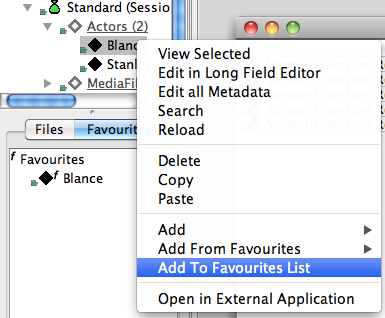 Standard (Sessio
Actors (2)
Blanc
Stanl
MediaFil
Files
Favourit
f Favourites
f Blance
View Selected
Edit in Long Field Editor
Edit all Metadata
Search
Reload
Delete
Copy
Paste
Add
Add From Favourites
Add To Favourites List
Open in External Application